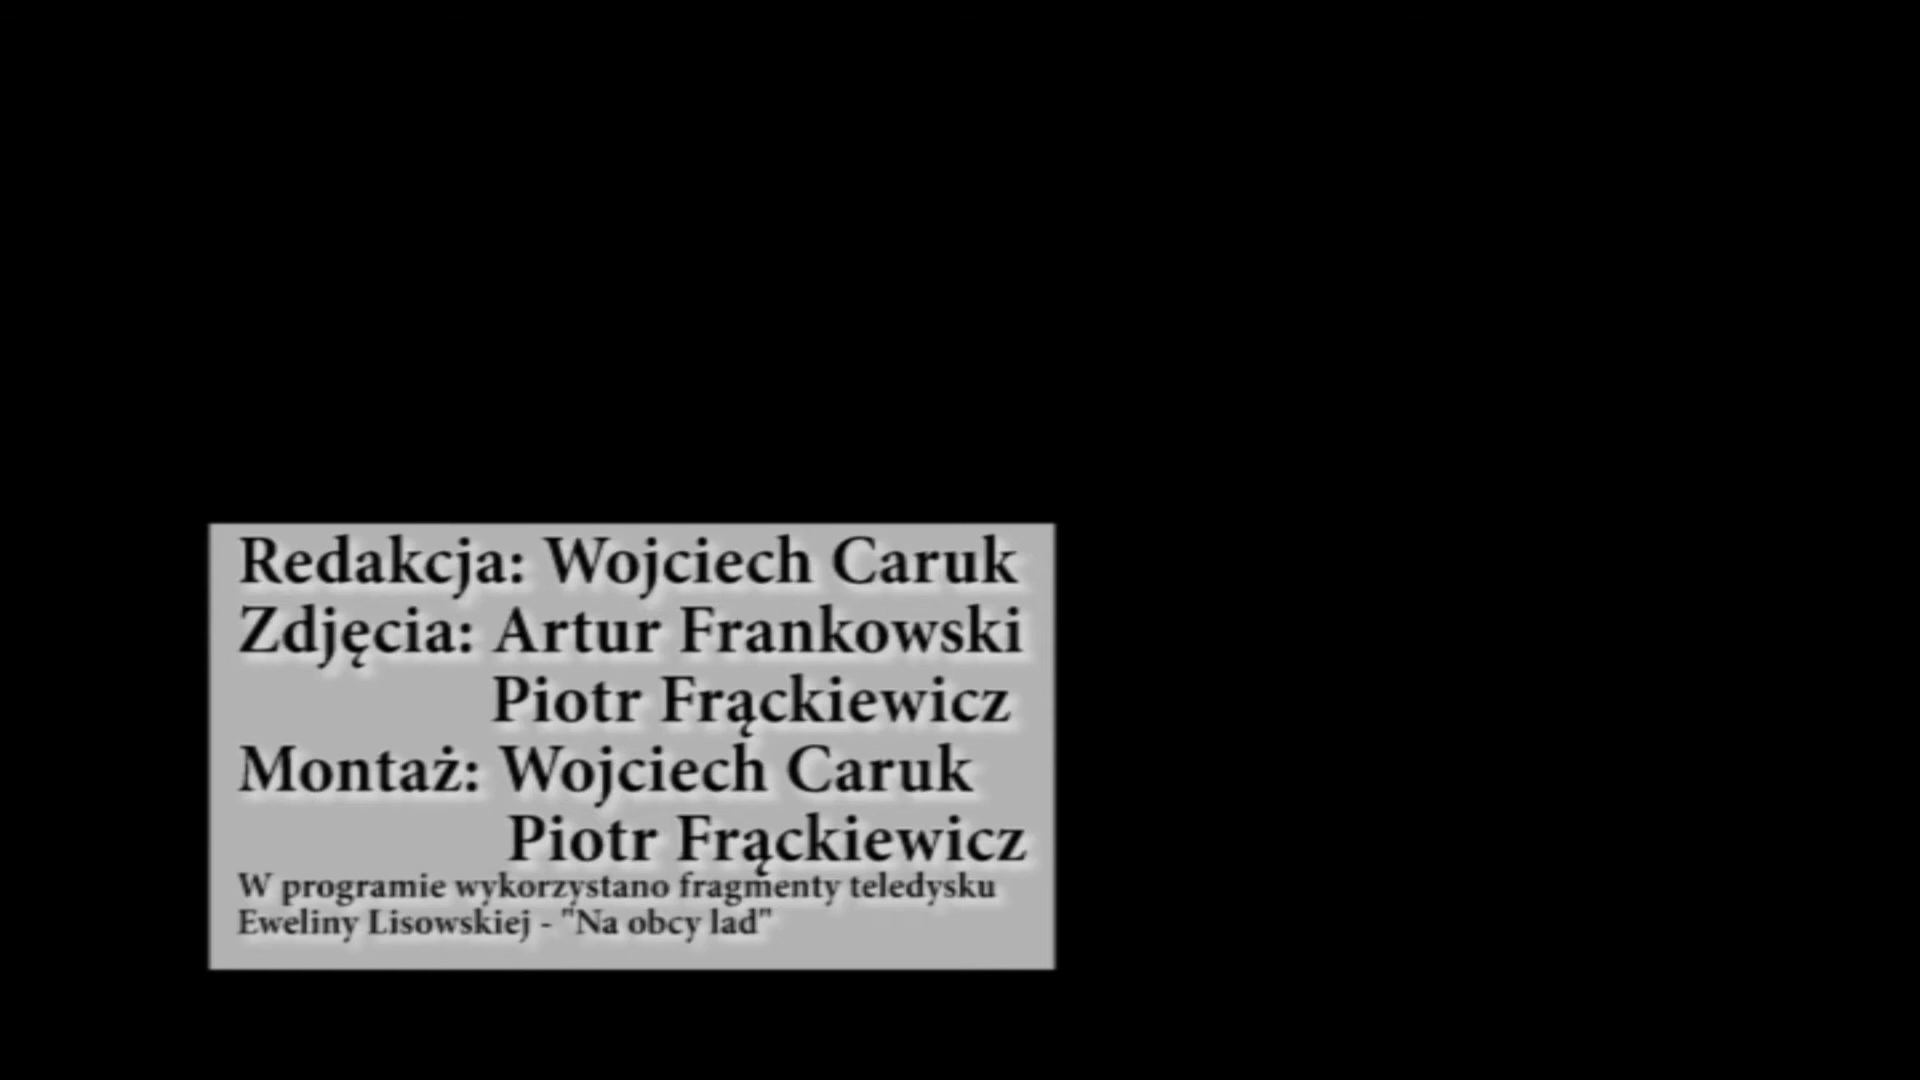 Redakcja: Wojciech Caruk
Zdjęcia: Artur Frankowski
Piotr Frąckiewicz
Montaż: Wojciech Caruk
Piotr Frąckiewicz
W programie wykorzystano fragmenty teledysku
Eweliny Lisowskiej - "Na obcy lad"